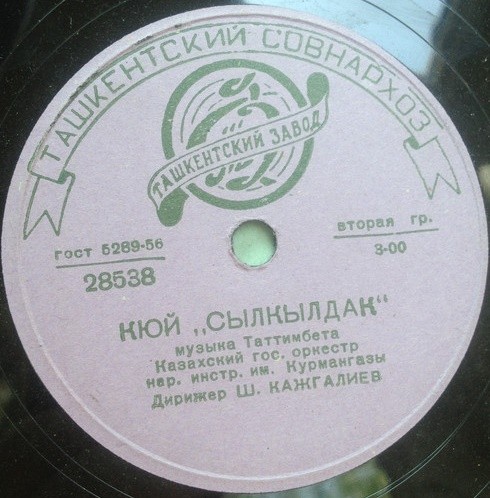 ТАШКЕНТСКИЙ СОВНАРХОЗ
ТАШКЕНТСКИЙ ЗАВОД
гост 5289-56
28538
вторая гр.
3-00
КЮЙ „СЫЛКЫЛДАК“
музыка Таттимбета
Казахский гос. оркестр
нар. инстр. им. Курмангазы
Дирижер Ш. КАЖГАЛИЕВ